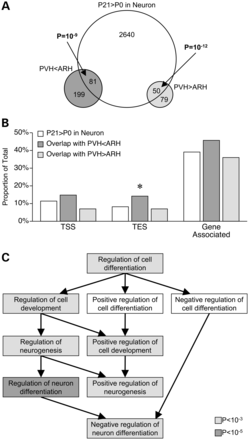 A
P21>P0 in Neuron
P=10-8
2640
P=10-12
PVH<ARH
81
199
50
79
PVH>ARH
B
50%
40%
30%
20%
10%
0%
Proportion of Total
P21>P0 in Neuron
Overlap with PVH<ARH
Overlap with PVH>ARH
*
TSS
TES
Gene
Associated
C
Regulation of cell
differentiation
Regulation of cell
development
Positive regulation of
cell differentiation
Negative regulation of
cell differentiation
Regulation of
neurogenesis
Positive regulation of
cell development
Regulation of neuron
differentiation
Positive regulation of
neurogenesis
Negative regulation of
neuron differentiation
P<10-3
P<10-5